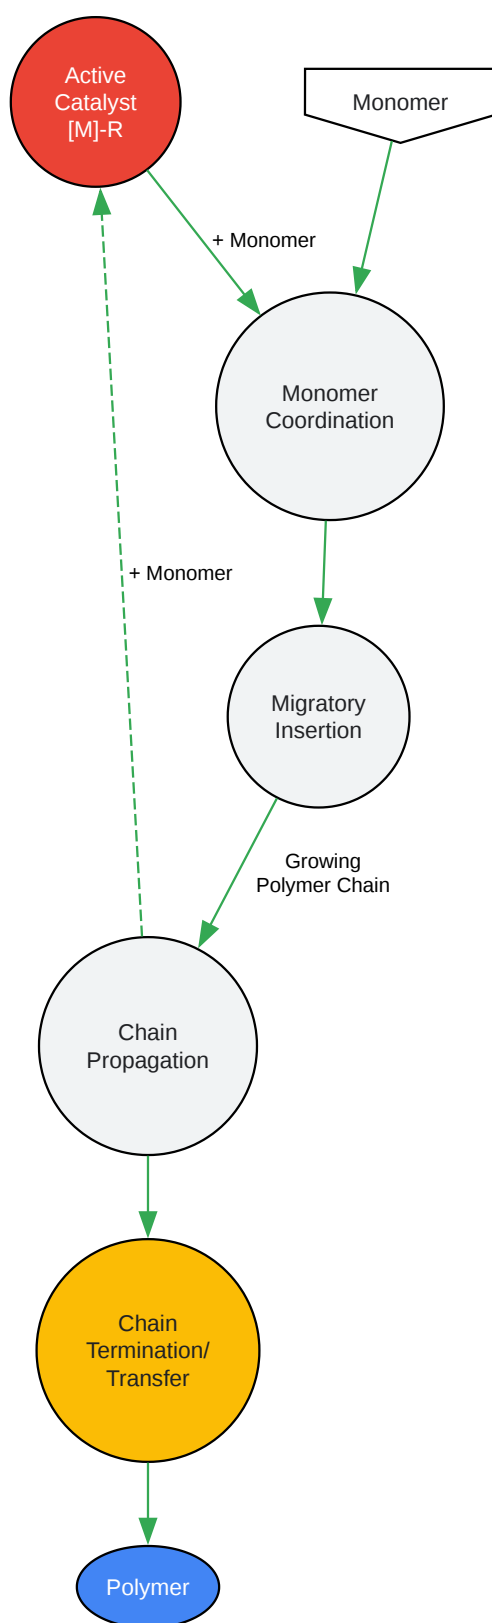 Active
Catalyst
[M]-R
Monomer
+ Monomer
Monomer
Coordination
+ Monomer
Migratory
Insertion
Growing
Polymer Chain
Chain
Propagation
Chain
Termination/
Transfer
Polymer